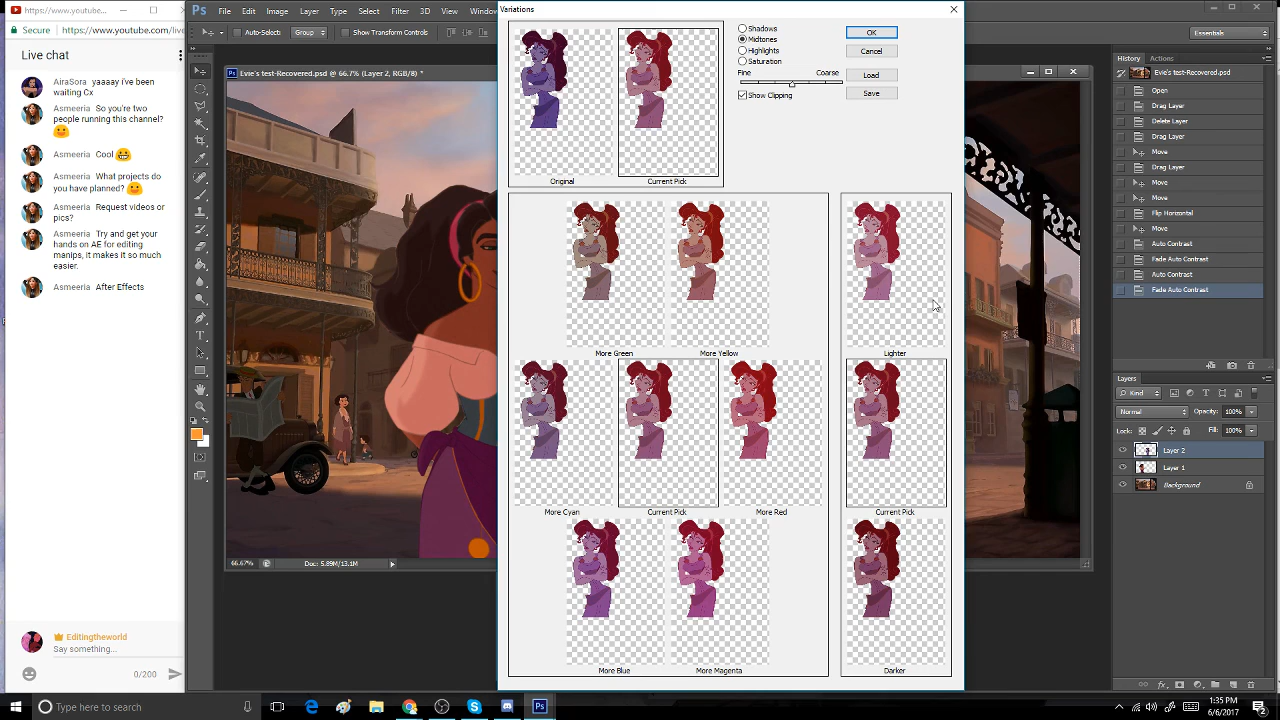 https://www.youtube.co
Secure
https://www.youtube.com/live
Live chat
AiraSora yaaaay i've been
waiting Cx
Asmeeria So you're two
people running this channel?
Asmeeria Cool
Asmeeria What projects do
you have planned?
Asmeeria Request videos or
pics?
Asmeeria Try and get your
hands on AE for editing
manips, it makes it so much
easier.
Asmeeria After Effects
Editingtheworld
Say something...
0/200
Ps
File Edit Image Layer Type Select Filter 3D
Auto-Select: Group Show Transform Controls
Essentials
Evie's test-Recovered.psd @ 66.7% (Layer 2, RGB/8) *
66.67%
Doc: 5.89M/13.1M
Variations
Original
Current Pick
Shadows
Midtones
Highlights
Saturation
Fine
Coarse
Show Clipping
OK
Cancel
Load
Save
More Green
More Yellow
Lighter
More Cyan
Current Pick
More Red
Current Pick
More Blue
More Magenta
Darker
History
Actions
Evie's test-Recovered.psd
Open
Drag Layer
Delete Layer
Drag Layer
Move
Drag Layer
Move
Move
Flip Horizontal
Move
Auto Contrast
Fade Auto Contrast
Auto Contrast
Fade Auto Contrast
Layers
Kind
Normal
Opacity: 100%
Lock:
Fill: 100%
Layer 2
Layer 1
Background
Type here to search
Ps
1:35 PM
6/6/2017